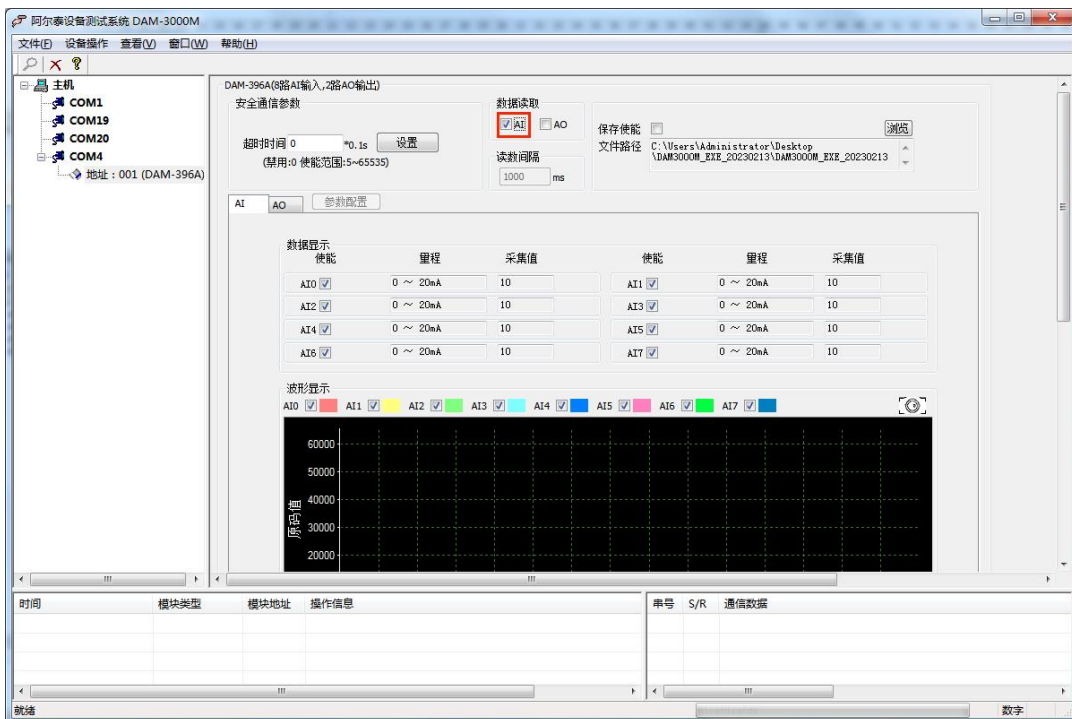 阿尔泰设备测试系统 DAM-3000M
文件(F) 设备操作 查看(V) 窗口(W) 帮助(H)
主机
COM1
COM19
COM20
COM4
地址：001 (DAM-396A)
DAM-396A(8路AI输入,2路AO输出)
安全通信参数
超时时间 0 *0.1s 设置
(禁用:0 使能范围:5~65535)
数据读取
AI AO
读数间隔
1000 ms
保存使能 浏览
文件路径 C:\Users\Administrator\Desktop
\DAM3000M_EXE_20230213\DAM3000M_EXE_20230213
AI AO 参数配置
数据显示
使能 量程 采集值 使能 量程 采集值
AI0 0 ～ 20mA 10 AI1 0 ～ 20mA 10
AI2 0 ～ 20mA 10 AI3 0 ～ 20mA 10
AI4 0 ～ 20mA 10 AI5 0 ～ 20mA 10
AI6 0 ～ 20mA 10 AI7 0 ～ 20mA 10
波形显示
AI0 AI1 AI2 AI3 AI4 AI5 AI6 AI7
60000
50000
40000
30000
20000
原码值
时间 模块类型 模块地址 操作信息
串号 S/R 通信数据
就绪 数字